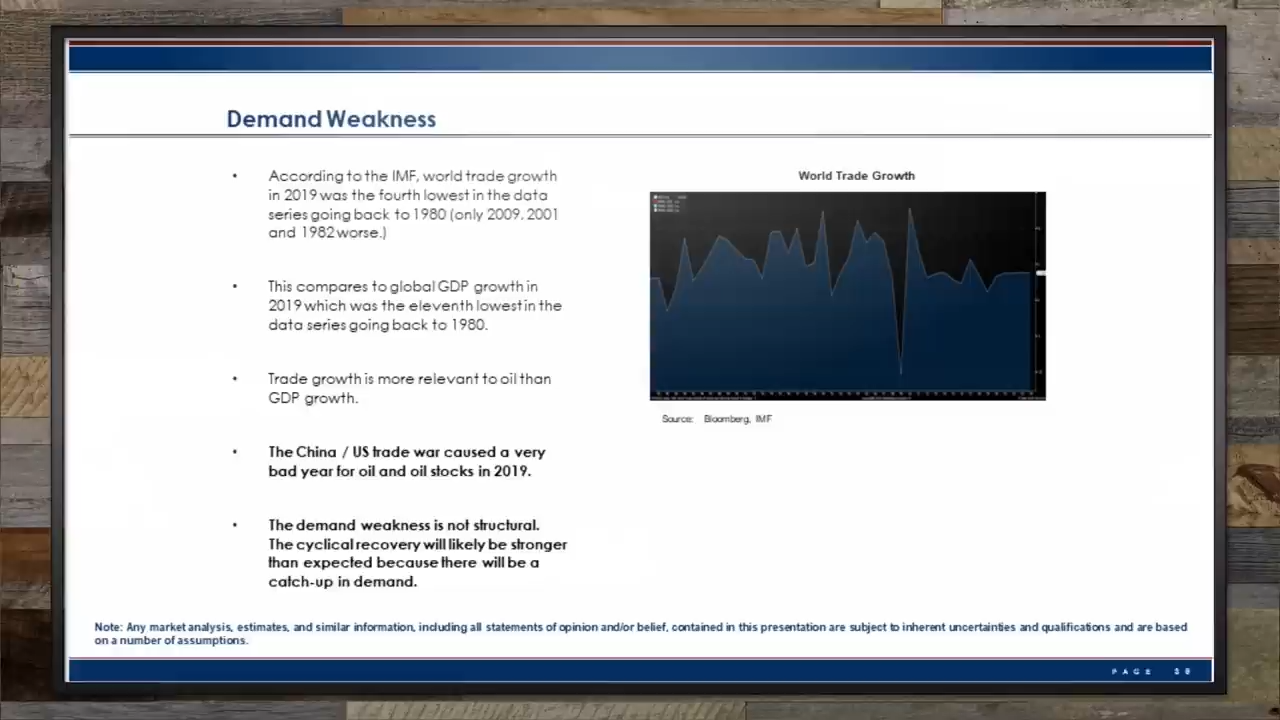 Demand Weakness
• According to the IMF, world trade growth
in 2019 was the fourth lowest in the data
series going back to 1980 (only 2009, 2001
and 1982 worse.)
• This compares to global GDP growth in
2019 which was the eleventh lowest in the
data series going back to 1980.
• Trade growth is more relevant to oil than
GDP growth.
• The China / US trade war caused a very
bad year for oil and oil stocks in 2019.
• The demand weakness is not structural.
The cyclical recovery will likely be stronger
than expected because there will be a
catch-up in demand.
World Trade Growth
Source: Bloomberg, IMF
Note: Any market analysis, estimates, and similar information, including all statements of opinion and/or belief, contained in this presentation are subject to inherent uncertainties and qualifications and are based
on a number of assumptions.
PAGE